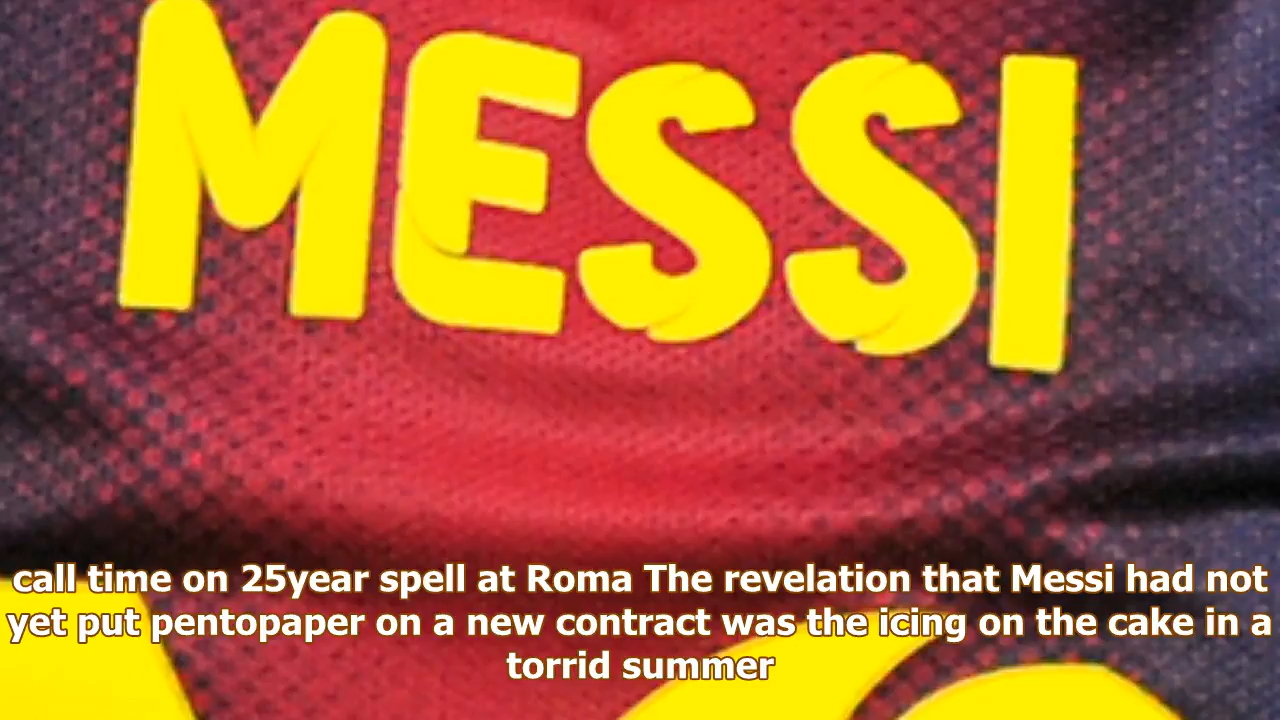 MESSI
call time on 25year spell at Roma The revelation that Messi had not
yet put pentopaper on a new contract was the icing on the cake in a
torrid summer